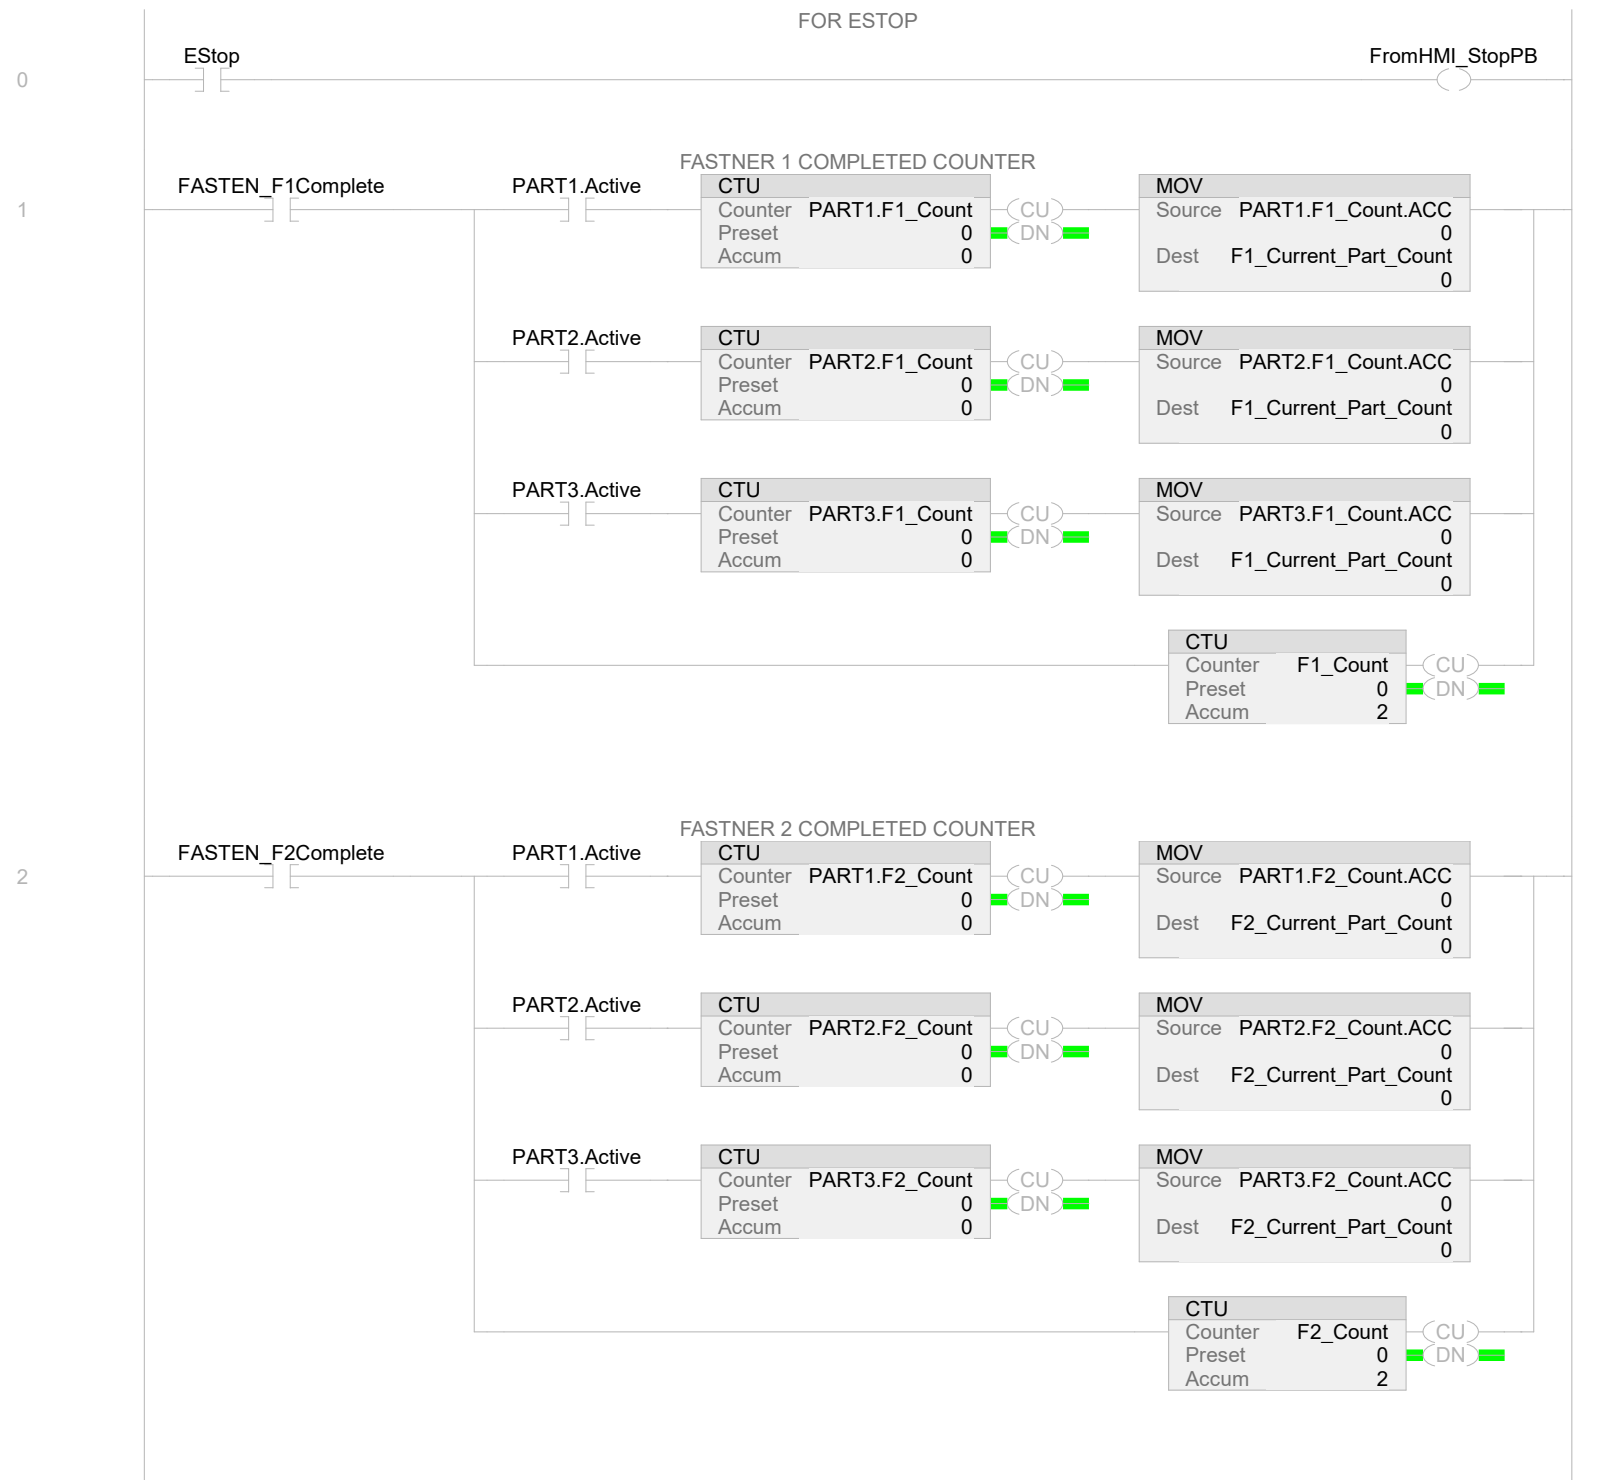 FOR ESTOP
EStop FromHMI_StopPB
0
FASTNER 1 COMPLETED COUNTER
FASTEN_F1Complete PART1.Active CTU MOV
1 Counter PART1.F1_Count CU Source PART1.F1_Count.ACC
Preset 0 DN 0
Accum 0 Dest F1_Current_Part_Count
0
PART2.Active CTU MOV
Counter PART2.F1_Count CU Source PART2.F1_Count.ACC
Preset 0 DN 0
Accum 0 Dest F1_Current_Part_Count
0
PART3.Active CTU MOV
Counter PART3.F1_Count CU Source PART3.F1_Count.ACC
Preset 0 DN 0
Accum 0 Dest F1_Current_Part_Count
0
CTU
Counter F1_Count CU
Preset 0 DN
Accum 2
FASTNER 2 COMPLETED COUNTER
FASTEN_F2Complete PART1.Active CTU MOV
2 Counter PART1.F2_Count CU Source PART1.F2_Count.ACC
Preset 0 DN 0
Accum 0 Dest F2_Current_Part_Count
0
PART2.Active CTU MOV
Counter PART2.F2_Count CU Source PART2.F2_Count.ACC
Preset 0 DN 0
Accum 0 Dest F2_Current_Part_Count
0
PART3.Active CTU MOV
Counter PART3.F2_Count CU Source PART3.F2_Count.ACC
Preset 0 DN 0
Accum 0 Dest F2_Current_Part_Count
0
CTU
Counter F2_Count CU
Preset 0 DN
Accum 2